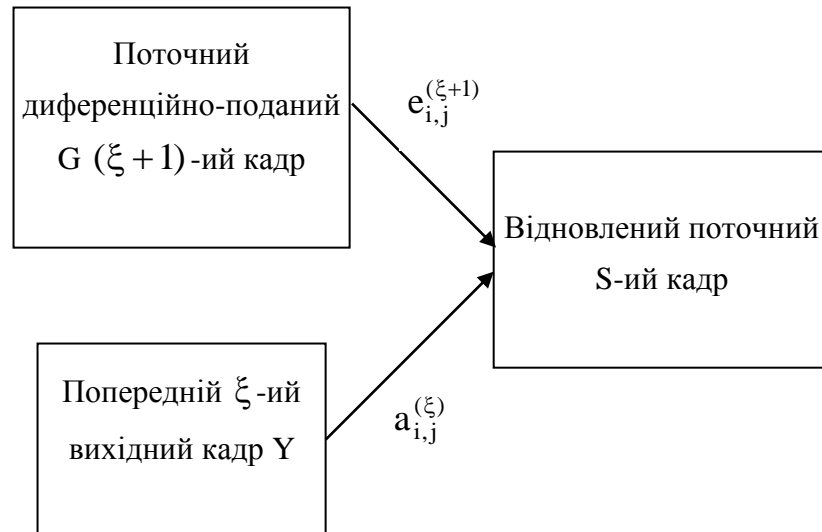 Поточний
диференційно-поданий
G (ξ+1)-ий кадр
e_{i,j}^{(ξ+1)}
Відновлений поточний
S-ий кадр
Попередній ξ-ий
вихідний кадр Y
a_{i,j}^{(ξ)}